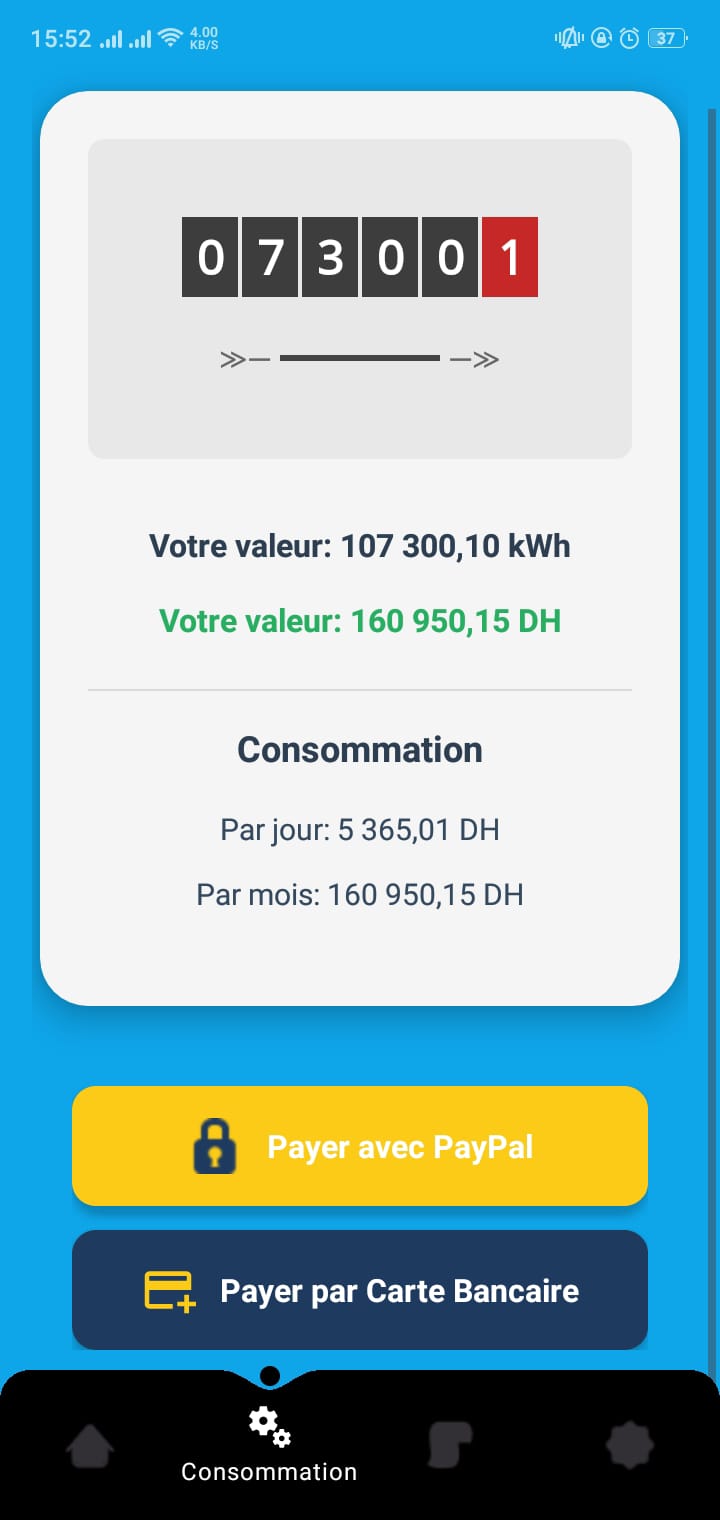 15:52 4.00 KB/S 37
0 7 3 0 0 1
Votre valeur: 107 300,10 kWh
Votre valeur: 160 950,15 DH
Consommation
Par jour: 5 365,01 DH
Par mois: 160 950,15 DH
Payer avec PayPal
Payer par Carte Bancaire
Consommation